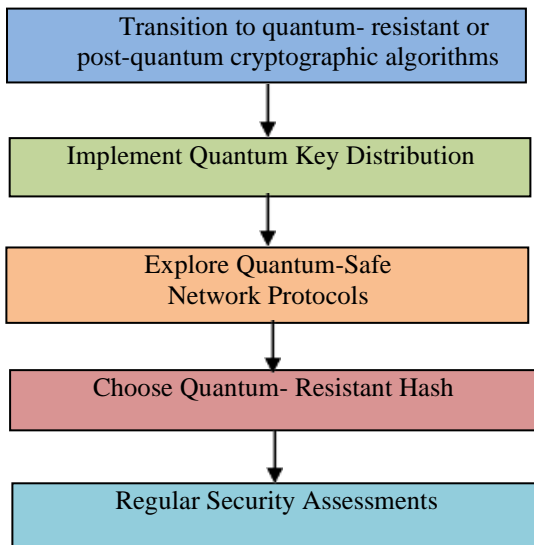 Transition to quantum- resistant or
post-quantum cryptographic algorithms
Implement Quantum Key Distribution
Explore Quantum-Safe
Network Protocols
Choose Quantum- Resistant Hash
Regular Security Assessments